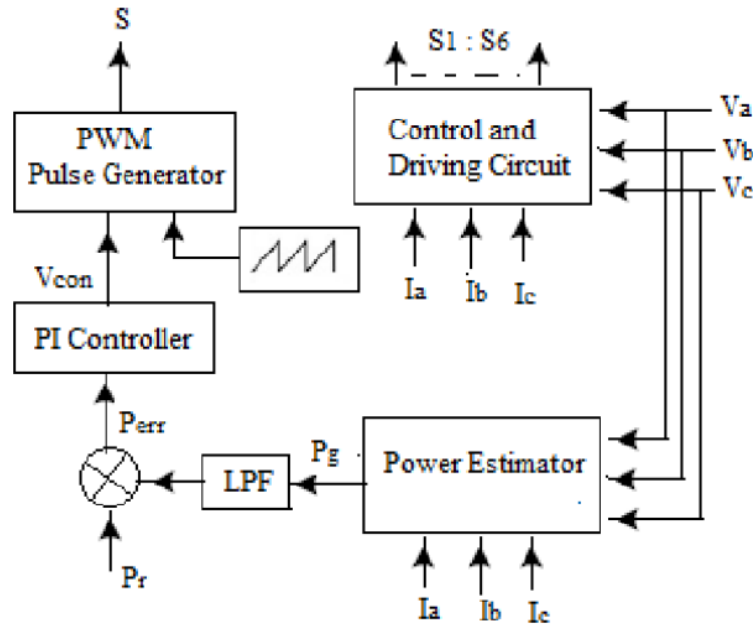 S
S1 : S6
PWM
Pulse Generator
Control and
Driving Circuit
Va
Vb
Vc
Vcon
Ia
Ib
Ic
PI Controller
Perr
Pg
LPF
Power Estimator
Pr
Ia
Ib
Ic